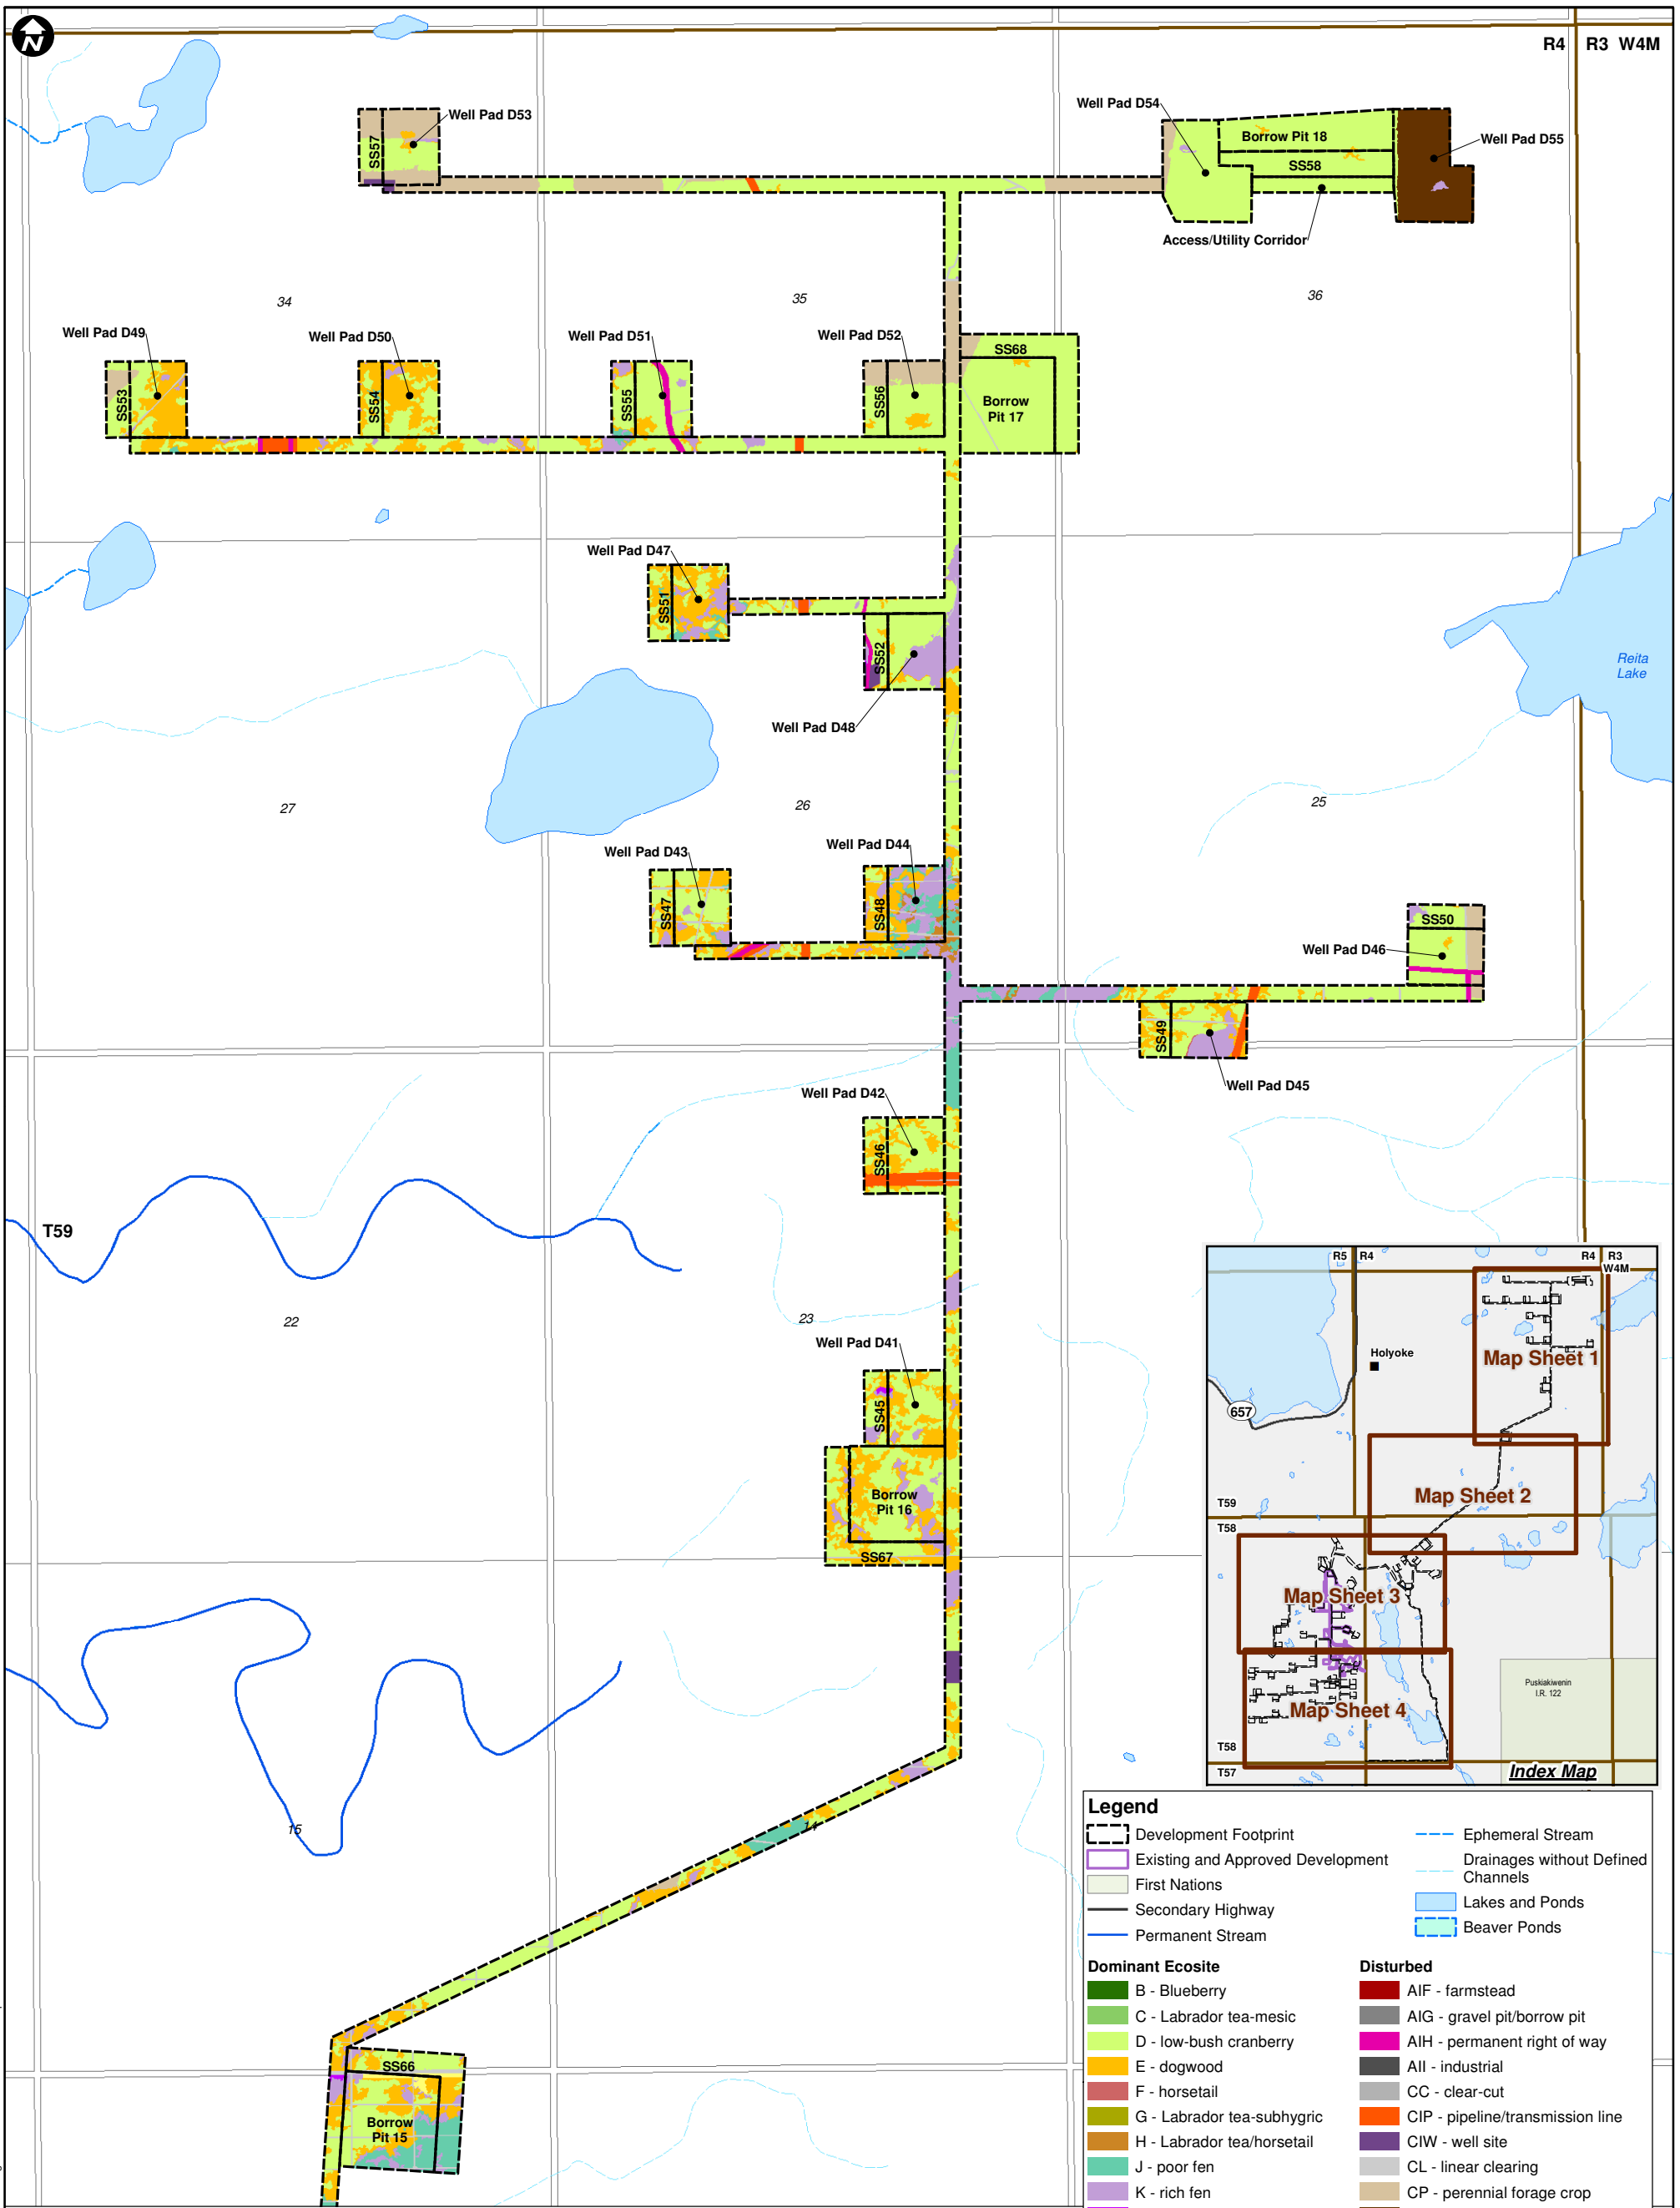 N
R4 R3 W4M
Well Pad D53
SS57
Well Pad D54
Borrow Pit 18
SS58
Well Pad D55
Access/Utility Corridor
34
35
36
Well Pad D49
SS53
Well Pad D50
SS54
Well Pad D51
SS55
Well Pad D52
SS56
SS68
Borrow
Pit 17
Well Pad D47
SS51
SS52
Well Pad D48
Reita
Lake
27
26
25
Well Pad D43
SS47
Well Pad D44
SS48
SS50
Well Pad D46
SS49
Well Pad D45
Well Pad D42
SS46
T59
22
23
Well Pad D41
SS45
Borrow
Pit 16
SS67
15
14
SS66
Borrow
Pit 15
R5 R4
R4 R3
W4M
Holyoke
657
Map Sheet 1
Map Sheet 2
T59
T58
Map Sheet 3
Map Sheet 4
Puskiakiwenin
I.R. 122
T58
T57
Index Map
Legend
Development Footprint
Existing and Approved Development
First Nations
Secondary Highway
Permanent Stream
Ephemeral Stream
Drainages without Defined
Channels
Lakes and Ponds
Beaver Ponds
Dominant Ecosite
B - Blueberry
C - Labrador tea-mesic
D - low-bush cranberry
E - dogwood
F - horsetail
G - Labrador tea-subhygric
H - Labrador tea/horsetail
J - poor fen
K - rich fen
Disturbed
AIF - farmstead
AIG - gravel pit/borrow pit
AIH - permanent right of way
AII - industrial
CC - clear-cut
CIP - pipeline/transmission line
CIW - well site
CL - linear clearing
CP - perennial forage crop